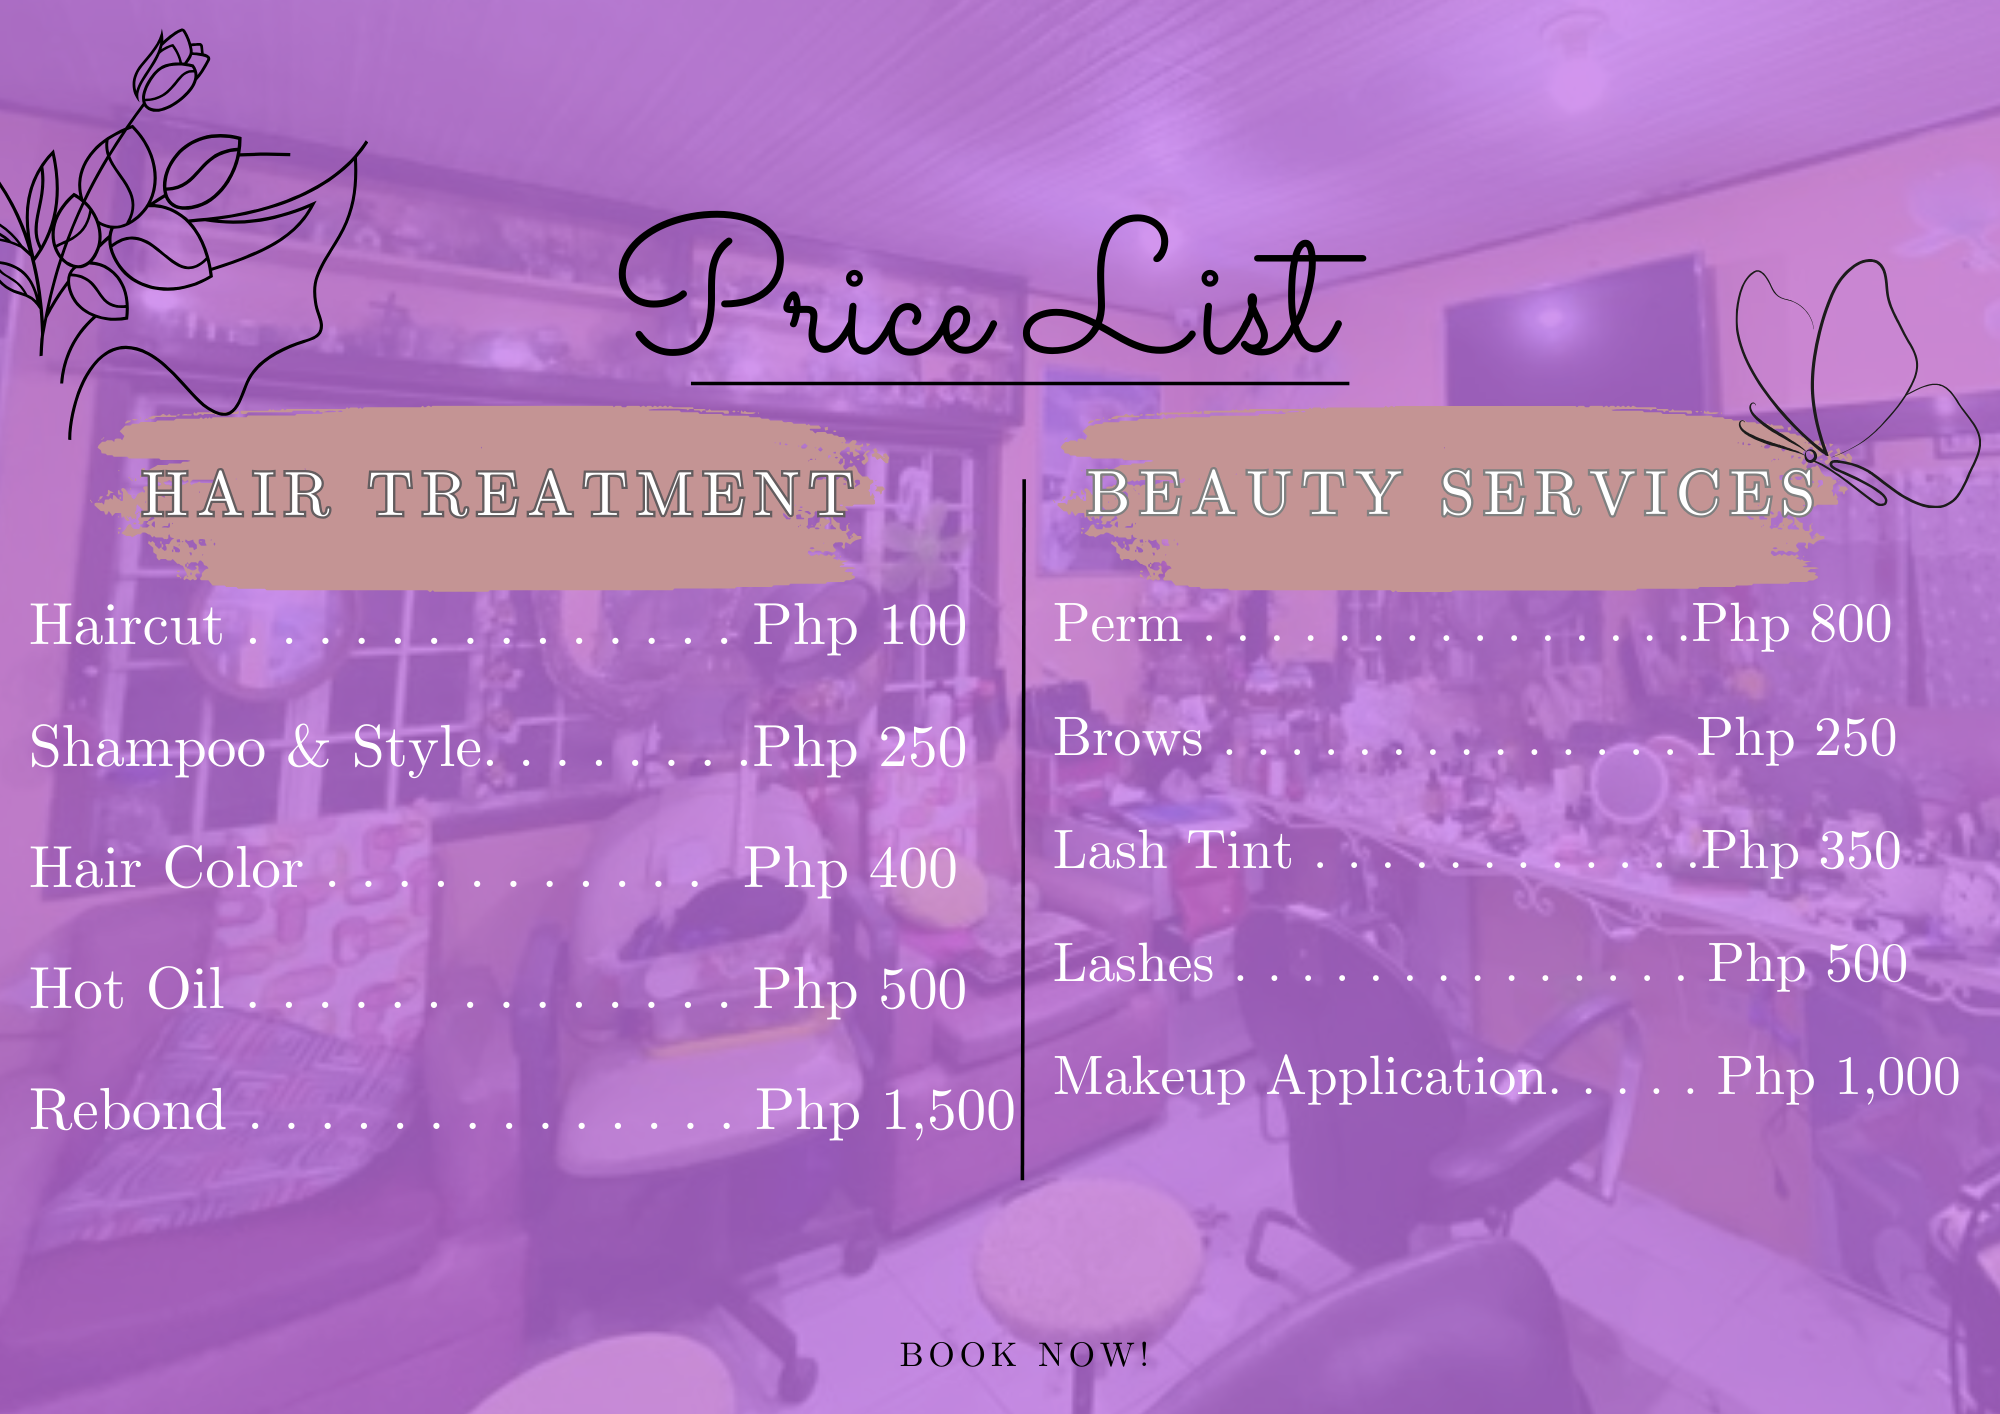 Price List
HAIR TREATMENT
Haircut . . . . . . . . . . . . . . Php 100
Shampoo & Style. . . . . . . .Php 250
Hair Color . . . . . . . . . . . Php 400
Hot Oil . . . . . . . . . . . . . . Php 500
Rebond . . . . . . . . . . . . . . Php 1,500
BEAUTY SERVICES
Perm . . . . . . . . . . . . . . .Php 800
Brows . . . . . . . . . . . . . . Php 250
Lash Tint . . . . . . . . . . . .Php 350
Lashes . . . . . . . . . . . . . . Php 500
Makeup Application. . . . . Php 1,000
BOOK NOW!